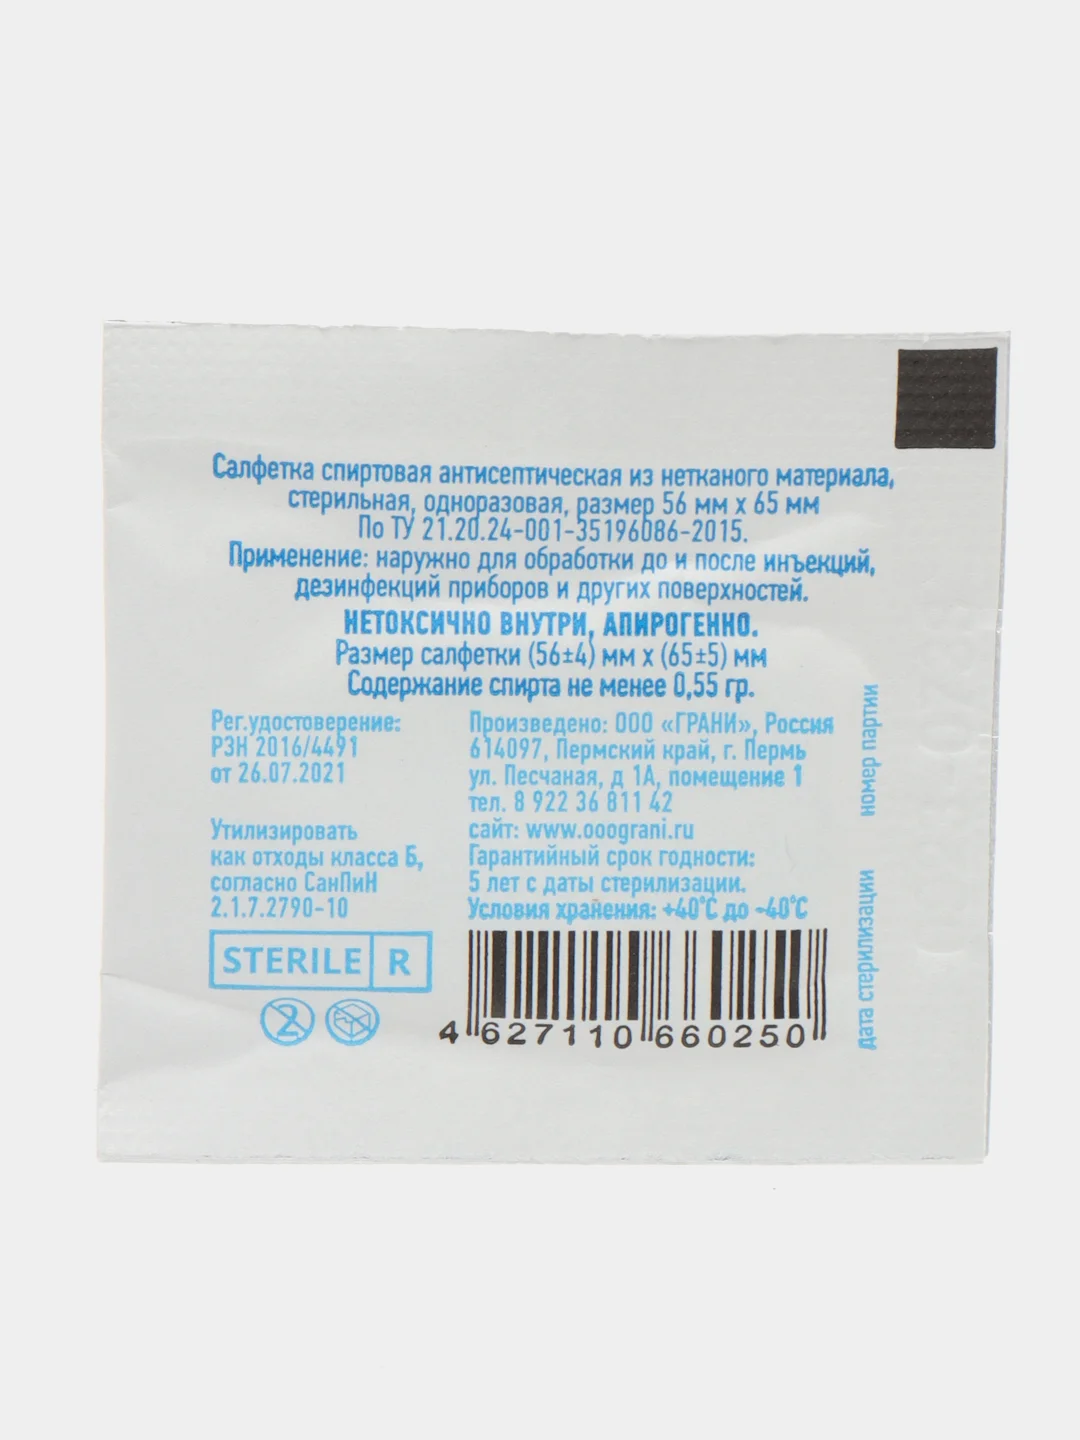 Салфетка спиртовая антисептическая из нетканого материала,
стерильная, одноразовая, размер 56 мм х 65 мм
По ТУ 21.20.24-001-35196086-2015.
Применение: наружно для обработки до и после инъекций,
дезинфекций приборов и других поверхностей.
НЕТОКСИЧНО ВНУТРИ, АПИРОГЕННО.
Размер салфетки (56±4) мм х (65±5) мм
Содержание спирта не менее 0,55 гр.
Рег.удостоверение:
РЗН 2016/4491
от 26.07.2021
Утилизировать
как отходы класса Б,
согласно СанПиН
2.1.7.2790-10
STERILE R
2
Произведено: ООО «ГРАНИ», Россия
614097, Пермский край, г. Пермь
ул. Песчаная, д 1А, помещение 1
тел. 8 922 36 811 42
сайт: www.ooograni.ru
Гарантийный срок годности:
5 лет с даты стерилизации.
Условия хранения: +40°С до -40°С
4 627110 660250
номер партии
дата стерилизации